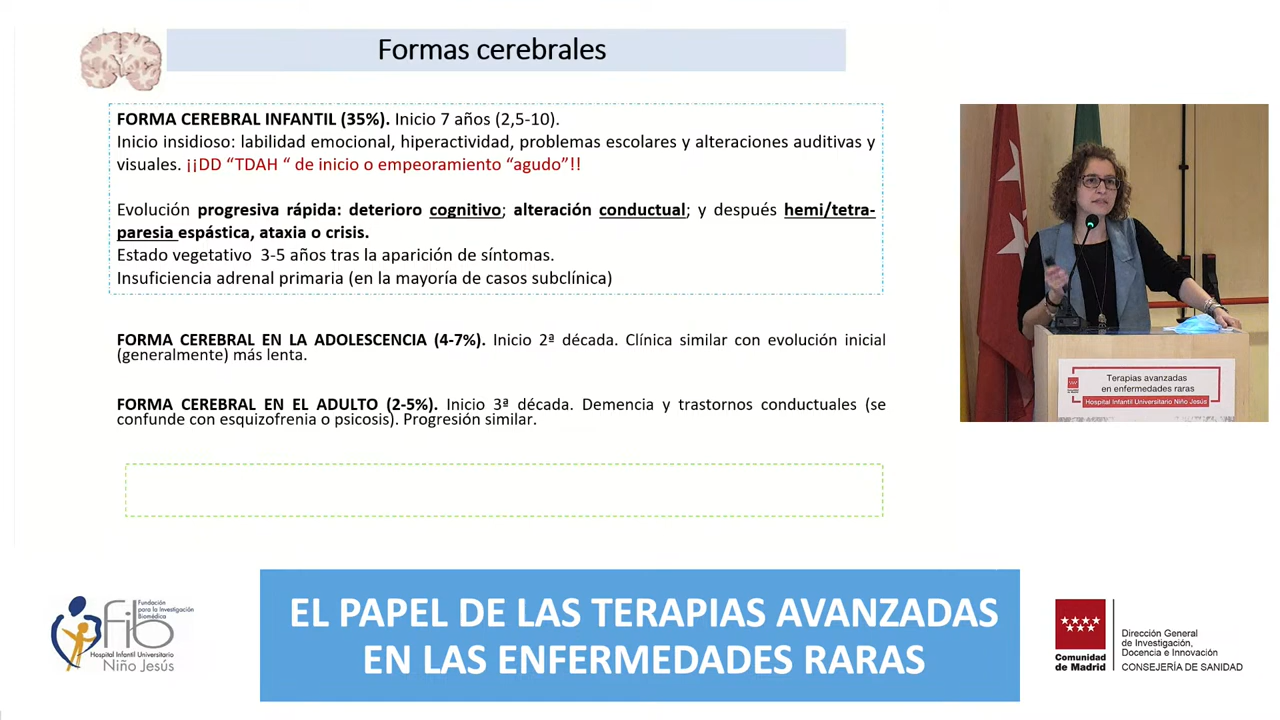 Formas cerebrales
FORMA CEREBRAL INFANTIL (35%). Inicio 7 años (2,5-10).
Inicio insidioso: labilidad emocional, hiperactividad, problemas escolares y alteraciones auditivas y
visuales. ¡¡DD “TDAH “ de inicio o empeoramiento “agudo”!!
Evolución progresiva rápida: deterioro cognitivo; alteración conductual; y después hemi/tetra-
paresia espástica, ataxia o crisis.
Estado vegetativo 3-5 años tras la aparición de síntomas.
Insuficiencia adrenal primaria (en la mayoría de casos subclínica)
FORMA CEREBRAL EN LA ADOLESCENCIA (4-7%). Inicio 2ª década. Clínica similar con evolución inicial
(generalmente) más lenta.
FORMA CEREBRAL EN EL ADULTO (2-5%). Inicio 3ª década. Demencia y trastornos conductuales (se
confunde con esquizofrenia o psicosis). Progresión similar.
Terapias avanzadas
en enfermedades raras
Hospital Infantil Universitario Niño Jesús
EL PAPEL DE LAS TERAPIAS AVANZADAS
EN LAS ENFERMEDADES RARAS
Fundación
para la Investigación
Biomédica
fib
Hospital Infantil Universitario
Niño Jesús
Comunidad
de Madrid
Dirección General
de Investigación,
Docencia e Innovación
CONSEJERÍA DE SANIDAD